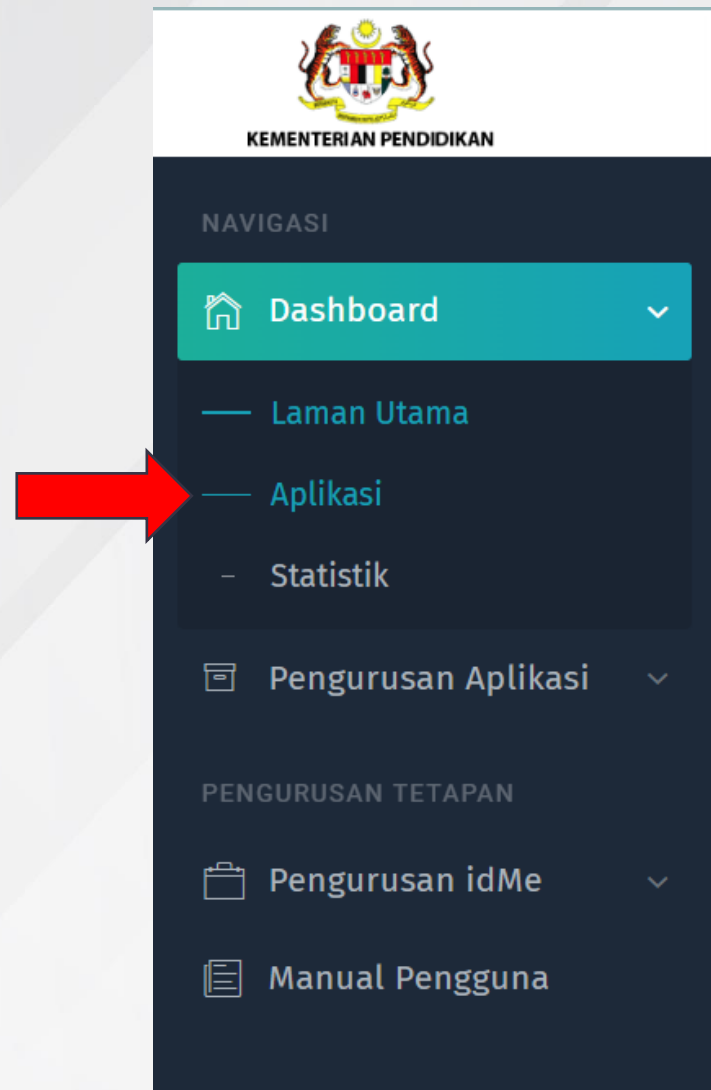 KEMENTERIAN PENDIDIKAN
NAVIGASI
Dashboard
Laman Utama
Aplikasi
Statistik
Pengurusan Aplikasi
PENGURUSAN TETAPAN
Pengurusan idMe
Manual Pengguna